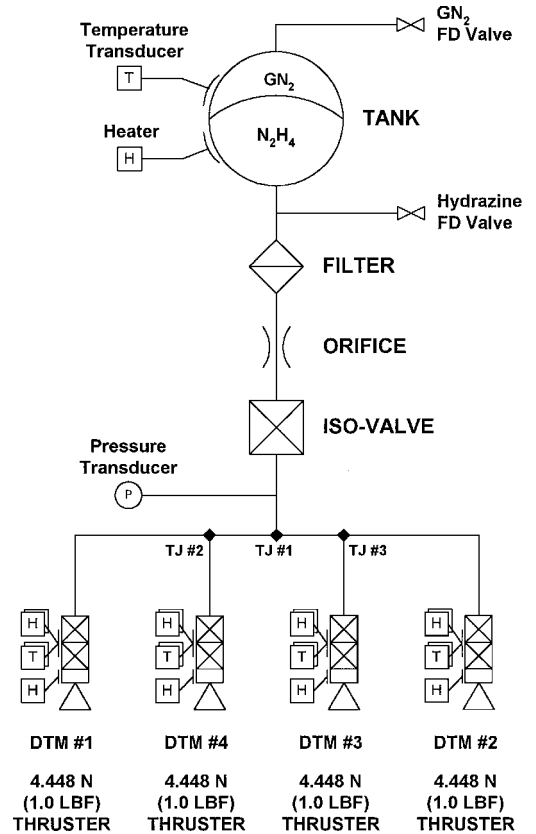 GN₂
FD Valve
Temperature
Transducer
T
GN₂
TANK
Heater
N₂H₄
H
Hydrazine
FD Valve
FILTER
ORIFICE
ISO-VALVE
Pressure
Transducer
P
TJ #2
TJ #1
TJ #3
H
H
H
H
T
T
T
T
H
H
H
H
DTM #1
DTM #4
DTM #3
DTM #2
4.448 N
(1.0 LBF)
THRUSTER
4.448 N
(1.0 LBF)
THRUSTER
4.448 N
(1.0 LBF)
THRUSTER
4.448 N
(1.0 LBF)
THRUSTER